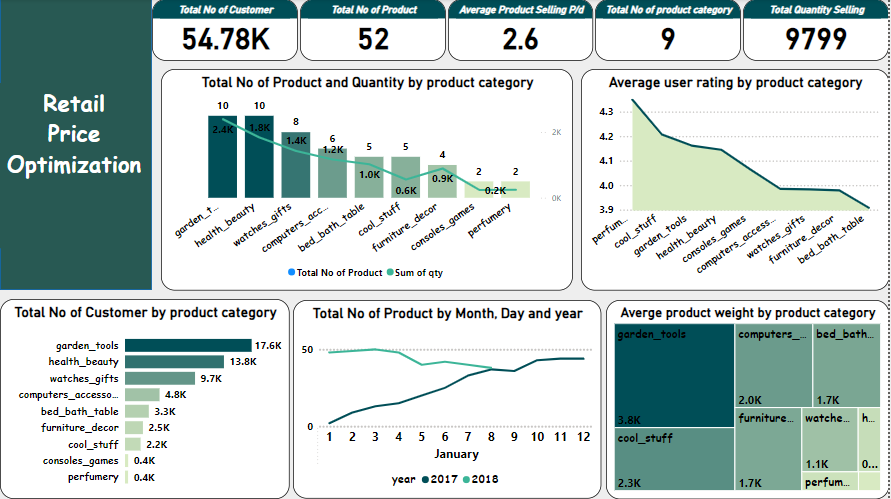 Retail
Price
Optimization
Total No of Customer
54.78K
Total No of Product
52
Average Product Selling P/d
2.6
Total No of product category
9
Total Quantity Selling
9799
Total No of Product and Quantity by product category
10
10
8
6
5
5
4
2
2
2.4K
1.8K
1.4K
1.2K
1.0K
0.6K
0.9K
0.2K
2K
0K
garden_t...
health_beauty
watches_gifts
computers_acc...
bed_bath_table
cool_stuff
furniture_decor
consoles_games
perfumery
Total No of Product
Sum of qty
Average user rating by product category
4.3
4.2
4.1
4.0
3.9
perfum...
cool_stuff
garden_tools
health_beauty
consoles_games
computers_access...
watches_gifts
furniture_decor
bed_bath_table
Total No of Customer by product category
garden_tools 17.6K
health_beauty 13.8K
watches_gifts 9.7K
computers_accesso... 4.8K
bed_bath_table 3.3K
furniture_decor 2.5K
cool_stuff 2.2K
consoles_games 0.4K
perfumery 0.4K
Total No of Product by Month, Day and year
50
0
1 2 3 4 5 6 7 8 9 10 11 12
January
year 2017 2018
Averge product weight by product category
garden_tools
3.8K
cool_stuff
2.3K
computers_...
2.0K
bed_bath...
1.7K
furniture...
1.7K
watche...
1.1K
h...
0...
perfum...